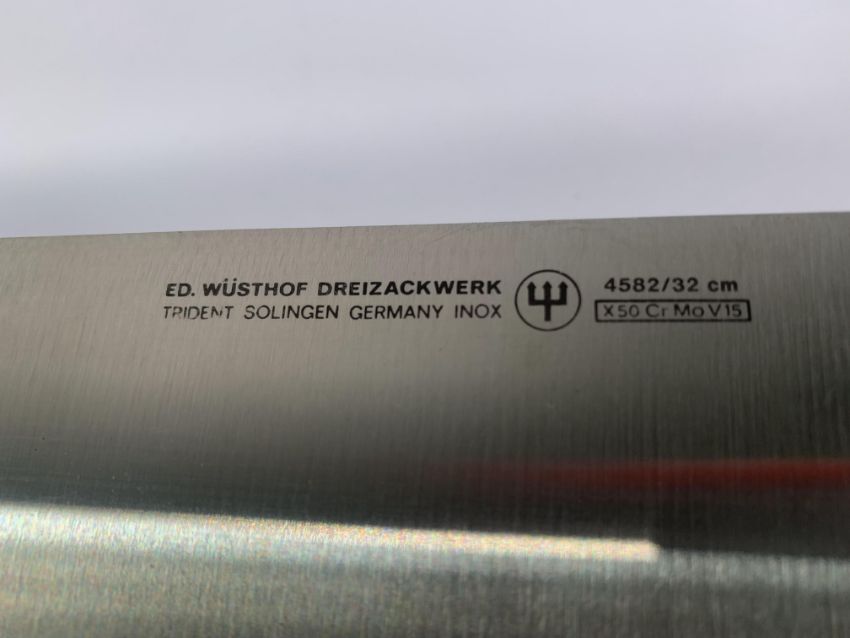 ED. WÜSTHOF DREIZACKWERK
TRIDENT SOLINGEN GERMANY INOX
4582/32 cm
X50 Cr Mo V15